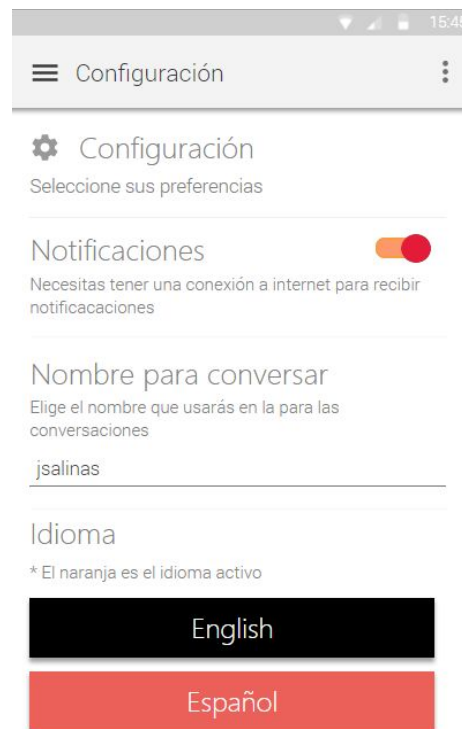 15:45
Configuración
Configuración
Seleccione sus preferencias
Notificaciones
Necesitas tener una conexión a internet para recibir
notificacaciones
Nombre para conversar
Elige el nombre que usarás en la para las
conversaciones
jsalinas
Idioma
* El naranja es el idioma activo
English
Español